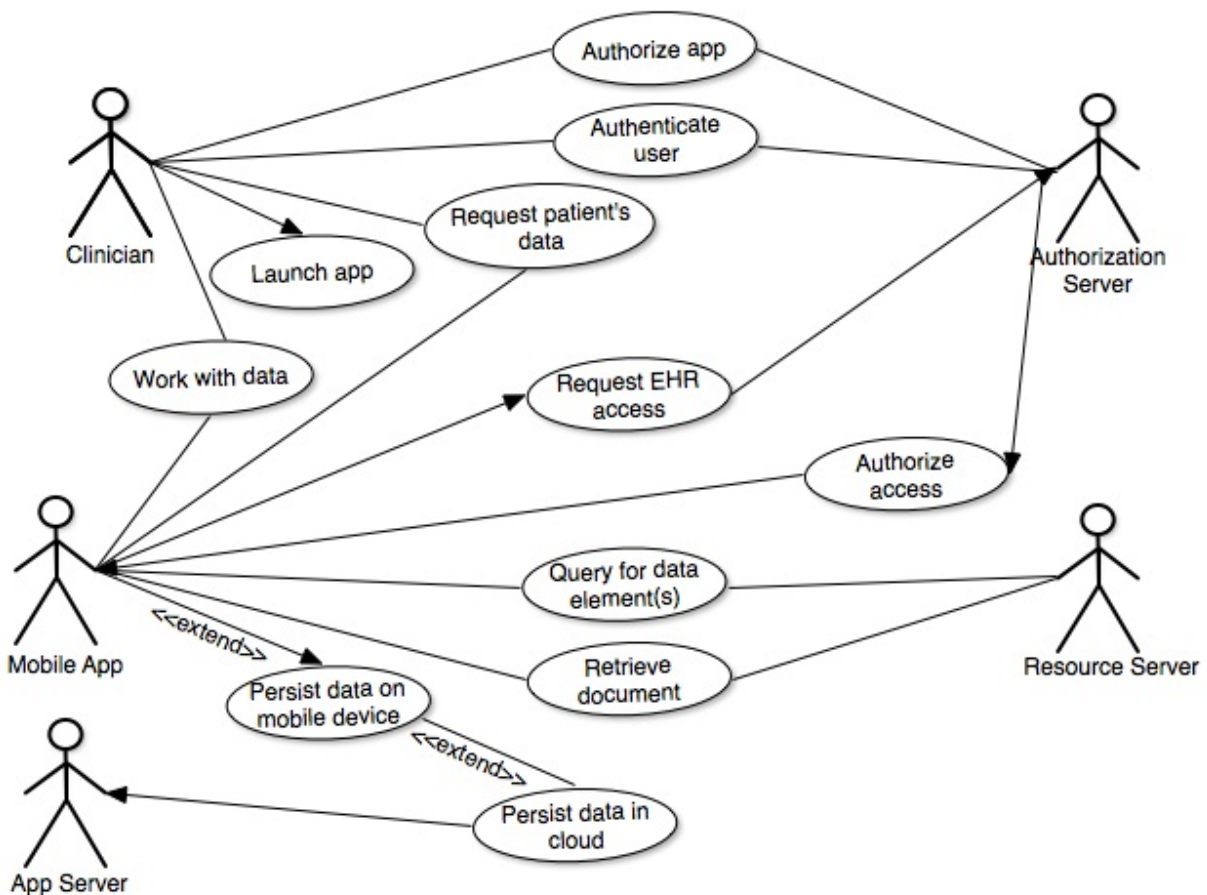 Authorize app
Authenticate
user
Request patient's
data
Clinician
Launch app
Authorization
Server
Work with data
Request EHR
access
Authorize
access
Query for data
element(s)
<<extend>>
Mobile App
Resource Server
Retrieve
document
Persist data on
mobile device
<<extend>>
Persist data in
cloud
App Server